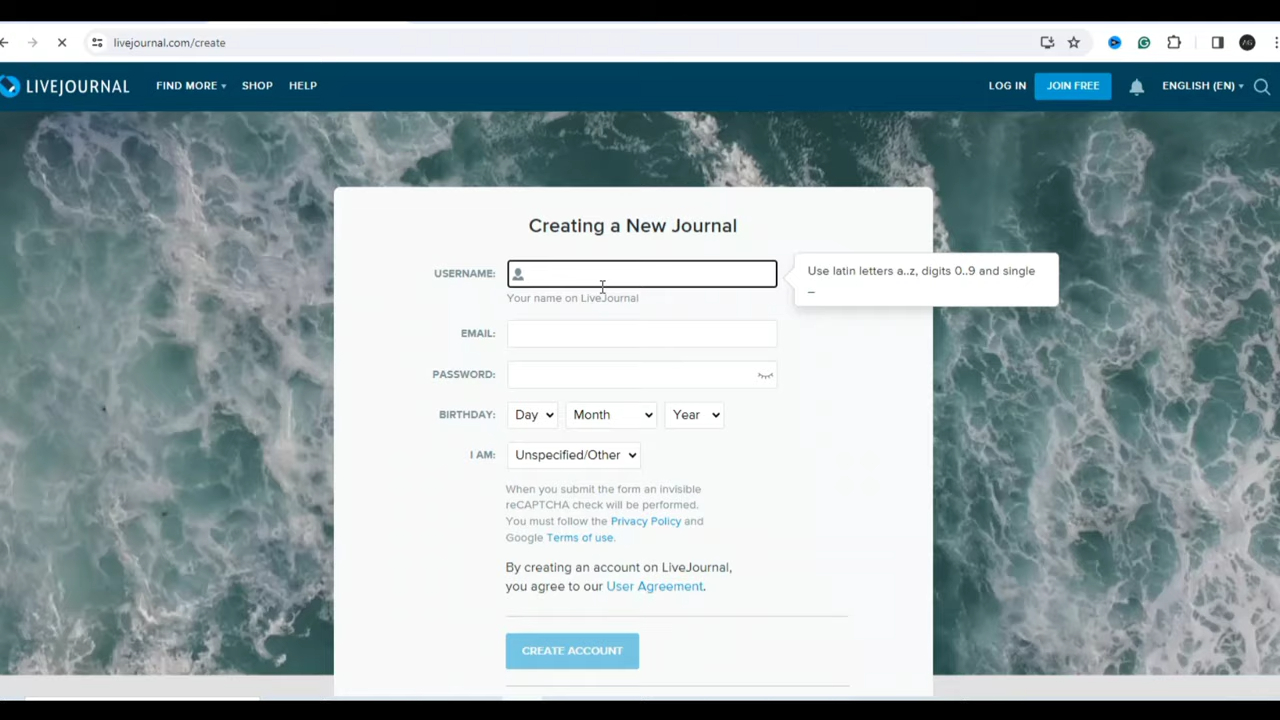 livejournal.com/create
LIVEJOURNAL FIND MORE SHOP HELP LOG IN JOIN FREE ENGLISH (EN)
Creating a New Journal
USERNAME:
Use latin letters a..z, digits 0..9 and single
_
Your name on LiveJournal
EMAIL:
PASSWORD:
BIRTHDAY: Day Month Year
I AM: Unspecified/Other
When you submit the form an invisible
reCAPTCHA check will be performed.
You must follow the Privacy Policy and
Google Terms of use.
By creating an account on LiveJournal,
you agree to our User Agreement.
CREATE ACCOUNT